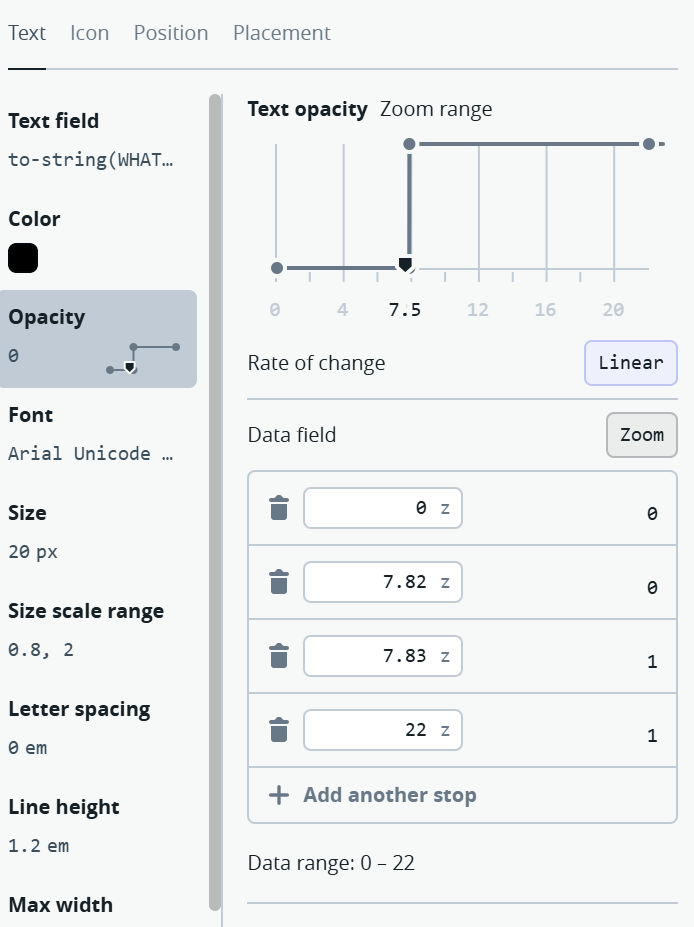 Text Icon Position Placement
Text field
to-string(WHAT…
Color
Opacity
0
Font
Arial Unicode …
Size
20 px
Size scale range
0.8, 2
Letter spacing
0 em
Line height
1.2 em
Max width
Text opacity Zoom range
0 4 7.5 12 16 20
Rate of change Linear
Data field Zoom
0 z 0
7.82 z 0
7.83 z 1
22 z 1
+ Add another stop
Data range: 0 – 22